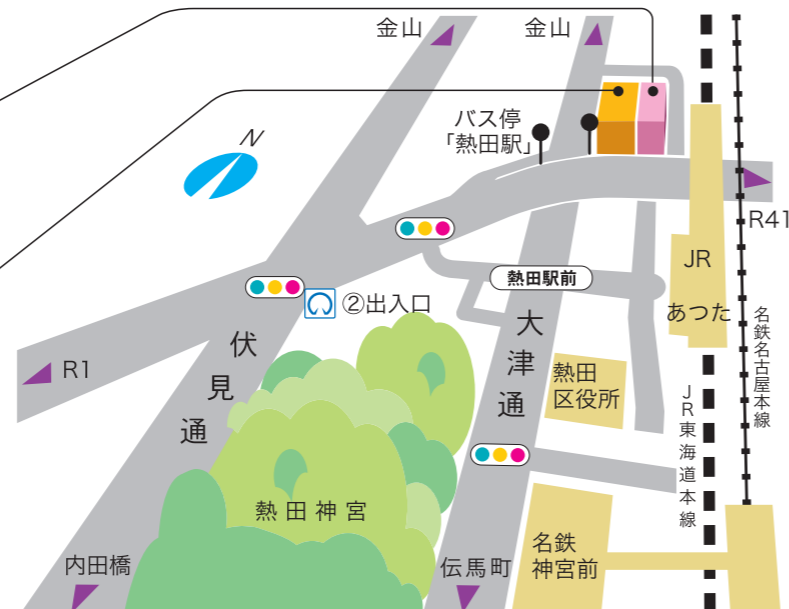 金山
金山
バス停
「熱田駅」
N
R41
JR
あつた
熱田駅前
②出入口
R1
伏見通
大津通
熱田
区役所
名鉄名古屋本線
JR東海道本線
熱田神宮
名鉄
神宮前
内田橋
伝馬町